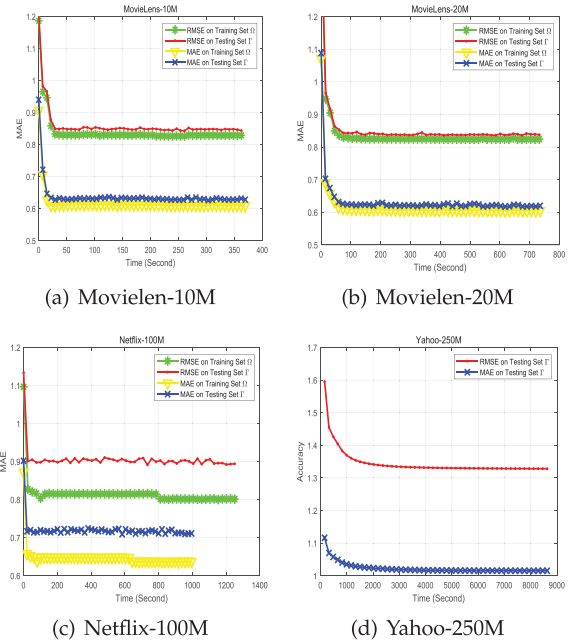 MovieLens-10M
1.2
1.1
1
0.9
0.8
0.7
0.6
0.5
MAE
RMSE on Training Set Ω
RMSE on Testing Set Γ
MAE on Training Set Ω
MAE on Testing Set Γ
0 50 100 150 200 250 300 350 400
Time (Second)
(a) Movielen-10M
MovieLens-20M
1.2
1.1
1
0.9
0.8
0.7
0.6
0.5
MAE
RMSE on Training Set Ω
RMSE on Testing Set Γ
MAE on Training Set Ω
MAE on Testing Set Γ
0 100 200 300 400 500 600 700 800
Time (Second)
(b) Movielen-20M
Netflix-100M
1.2
1.1
1
0.9
0.8
0.7
0.6
MAE
RMSE on Training Set Ω
RMSE on Testing Set Γ
MAE on Training Set Ω
MAE on Testing Set Γ
0 200 400 600 800 1000 1200 1400
Time (Second)
(c) Netflix-100M
Yahoo-250M
1.7
1.6
1.5
1.4
1.3
1.2
1.1
1
Accuracy
RMSE on Testing Set Γ
MAE on Testing Set Γ
0 1000 2000 3000 4000 5000 6000 7000 8000 9000
Time (Second)
(d) Yahoo-250M